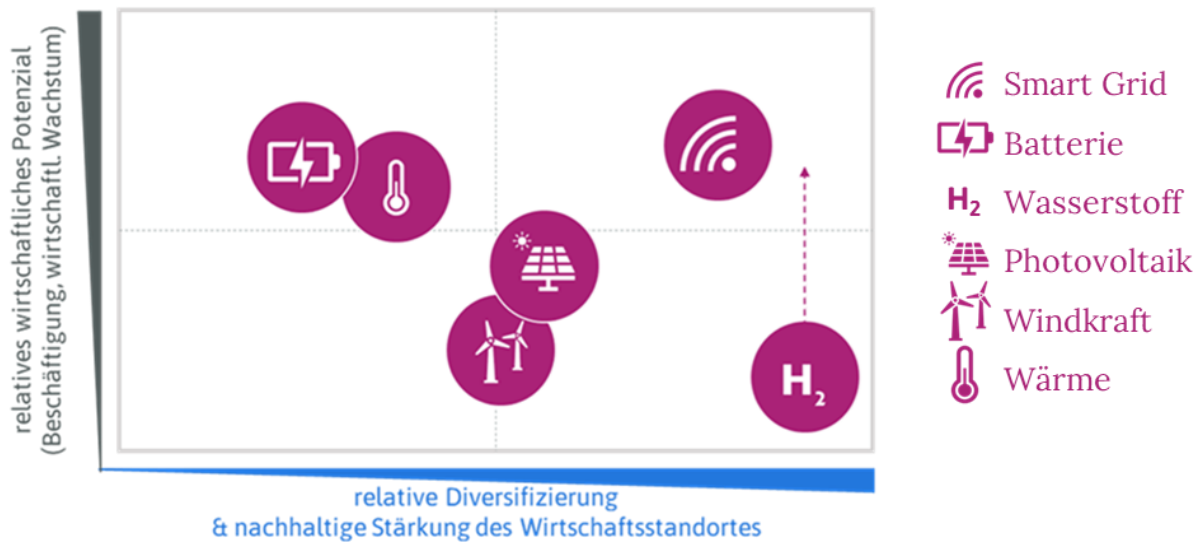 relatives wirtschaftliches Potenzial
(Beschäftigung, wirtschaftl. Wachstum)
H₂
Smart Grid
Batterie
H₂ Wasserstoff
Photovoltaik
Windkraft
Wärme
relative Diversifizierung
& nachhaltige Stärkung des Wirtschaftsstandortes